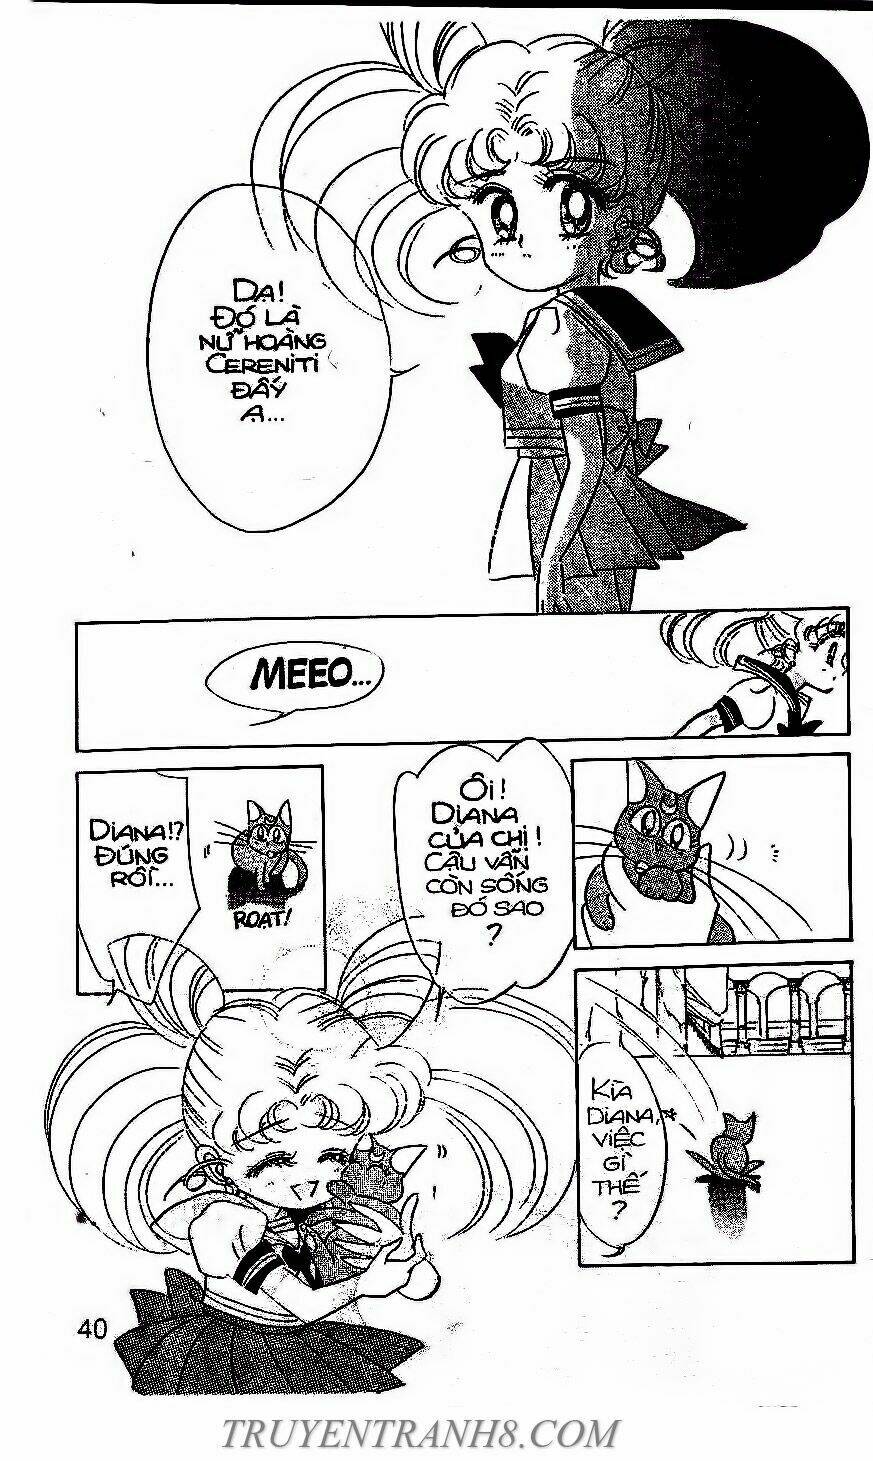 DẠ!
ĐÓ LÀ
NỮ HOÀNG
CERENITI
ĐẤY
Ạ...
MEEO...
DIANA!?
ĐÚNG
RỒI...
ROẠT!
ÔI!
DIANA
CỦA CHỊ!
CẬU VẪN
CÒN SỐNG
ĐÓ SAO
?
KÌA
DIANA,
VIỆC
GÌ
THẾ
?
40
TRUYENTRANH8.COM